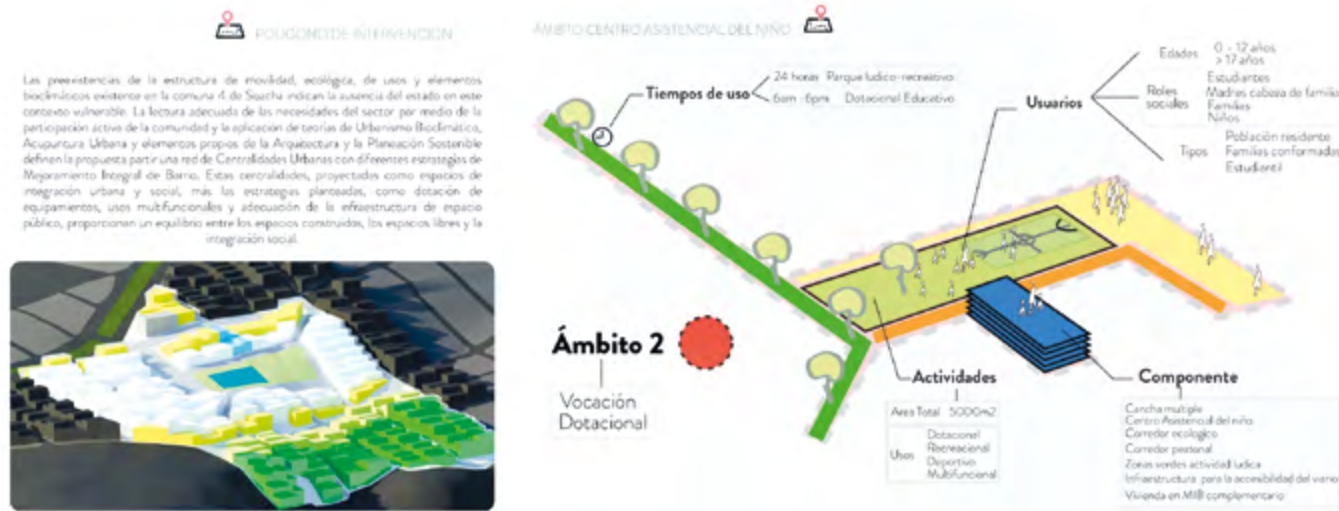 POLIGONO DE INTERVENCIÓN
Las preexistencias de la estructura de movilidad, ecológica, de usos y elementos
bioclimáticos existente en la comuna 4 de Soacha indican la ausencia del estado en este
contexto vulnerable. La lectura adecuada de las necesidades del sector por medio de la
participación activa de la comunidad y la aplicación de teorías de Urbanismo Bioclimático,
Acupuntura Urbana y elementos propios de la Arquitectura y la Planeación Sostenible
definen la propuesta partir una red de Centralidades Urbanas con diferentes estrategias de
Mejoramiento Integral de Barrio. Estas centralidades, proyectadas como espacios de
integración urbana y social, más las estrategias planteadas, como dotación de
equipamientos, usos multifuncionales y adecuación de la infraestructura de espacio
público, proporcionan un equilibrio entre los espacios construidos, los espacios libres y la
integración social.
ÁMBITO CENTRO ASISTENCIAL DEL NIÑO
Tiempos de uso
24 horas Parque ludico-recreativo
6am -6pm Dotacional Educativo
Usuarios
Edades
0 - 12 años
> 17 años
Roles
sociales
Estudiantes
Madres cabeza de familia
Familias
Niños
Tipos
Población residente
Familias conformadas
Estudiantil
Ámbito 2
Vocación
Dotacional
Actividades
Area Total 5000m2
Usos
Dotacional
Recreacional
Deportivo
Multifuncional
Componente
Cancha multiple
Centro Asistencial del niño
Corredor ecologico
Corredor peatonal
Zonas verdes actividad ludica
Infraestructura para la accesibilidad del viario
Vivienda en MIB complementario